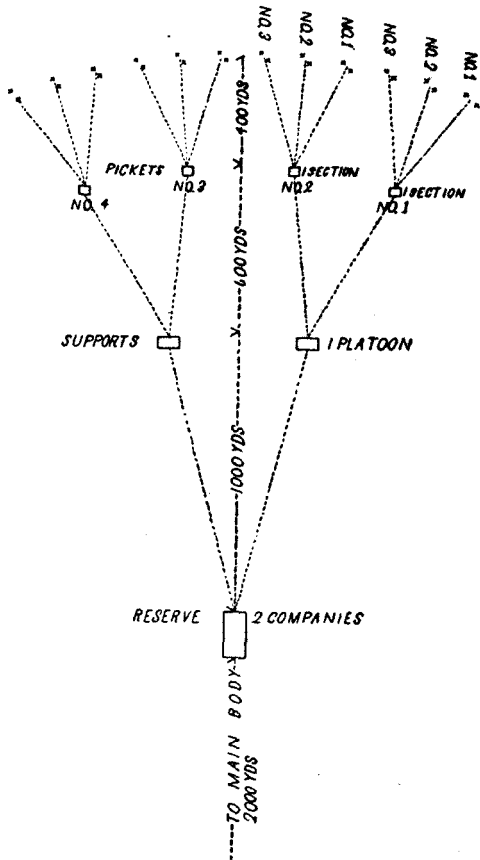 NO.3
NO.2
NO.1
NO.3
NO.2
NO.1
400 YDS
PICKETS
NO.3
1 SECTION
NO.2
NO.4
1 SECTION
NO.1
600 YDS
SUPPORTS
1 PLATOON
1000 YDS
RESERVE
2 COMPANIES
TO MAIN BODY
2000 YDS